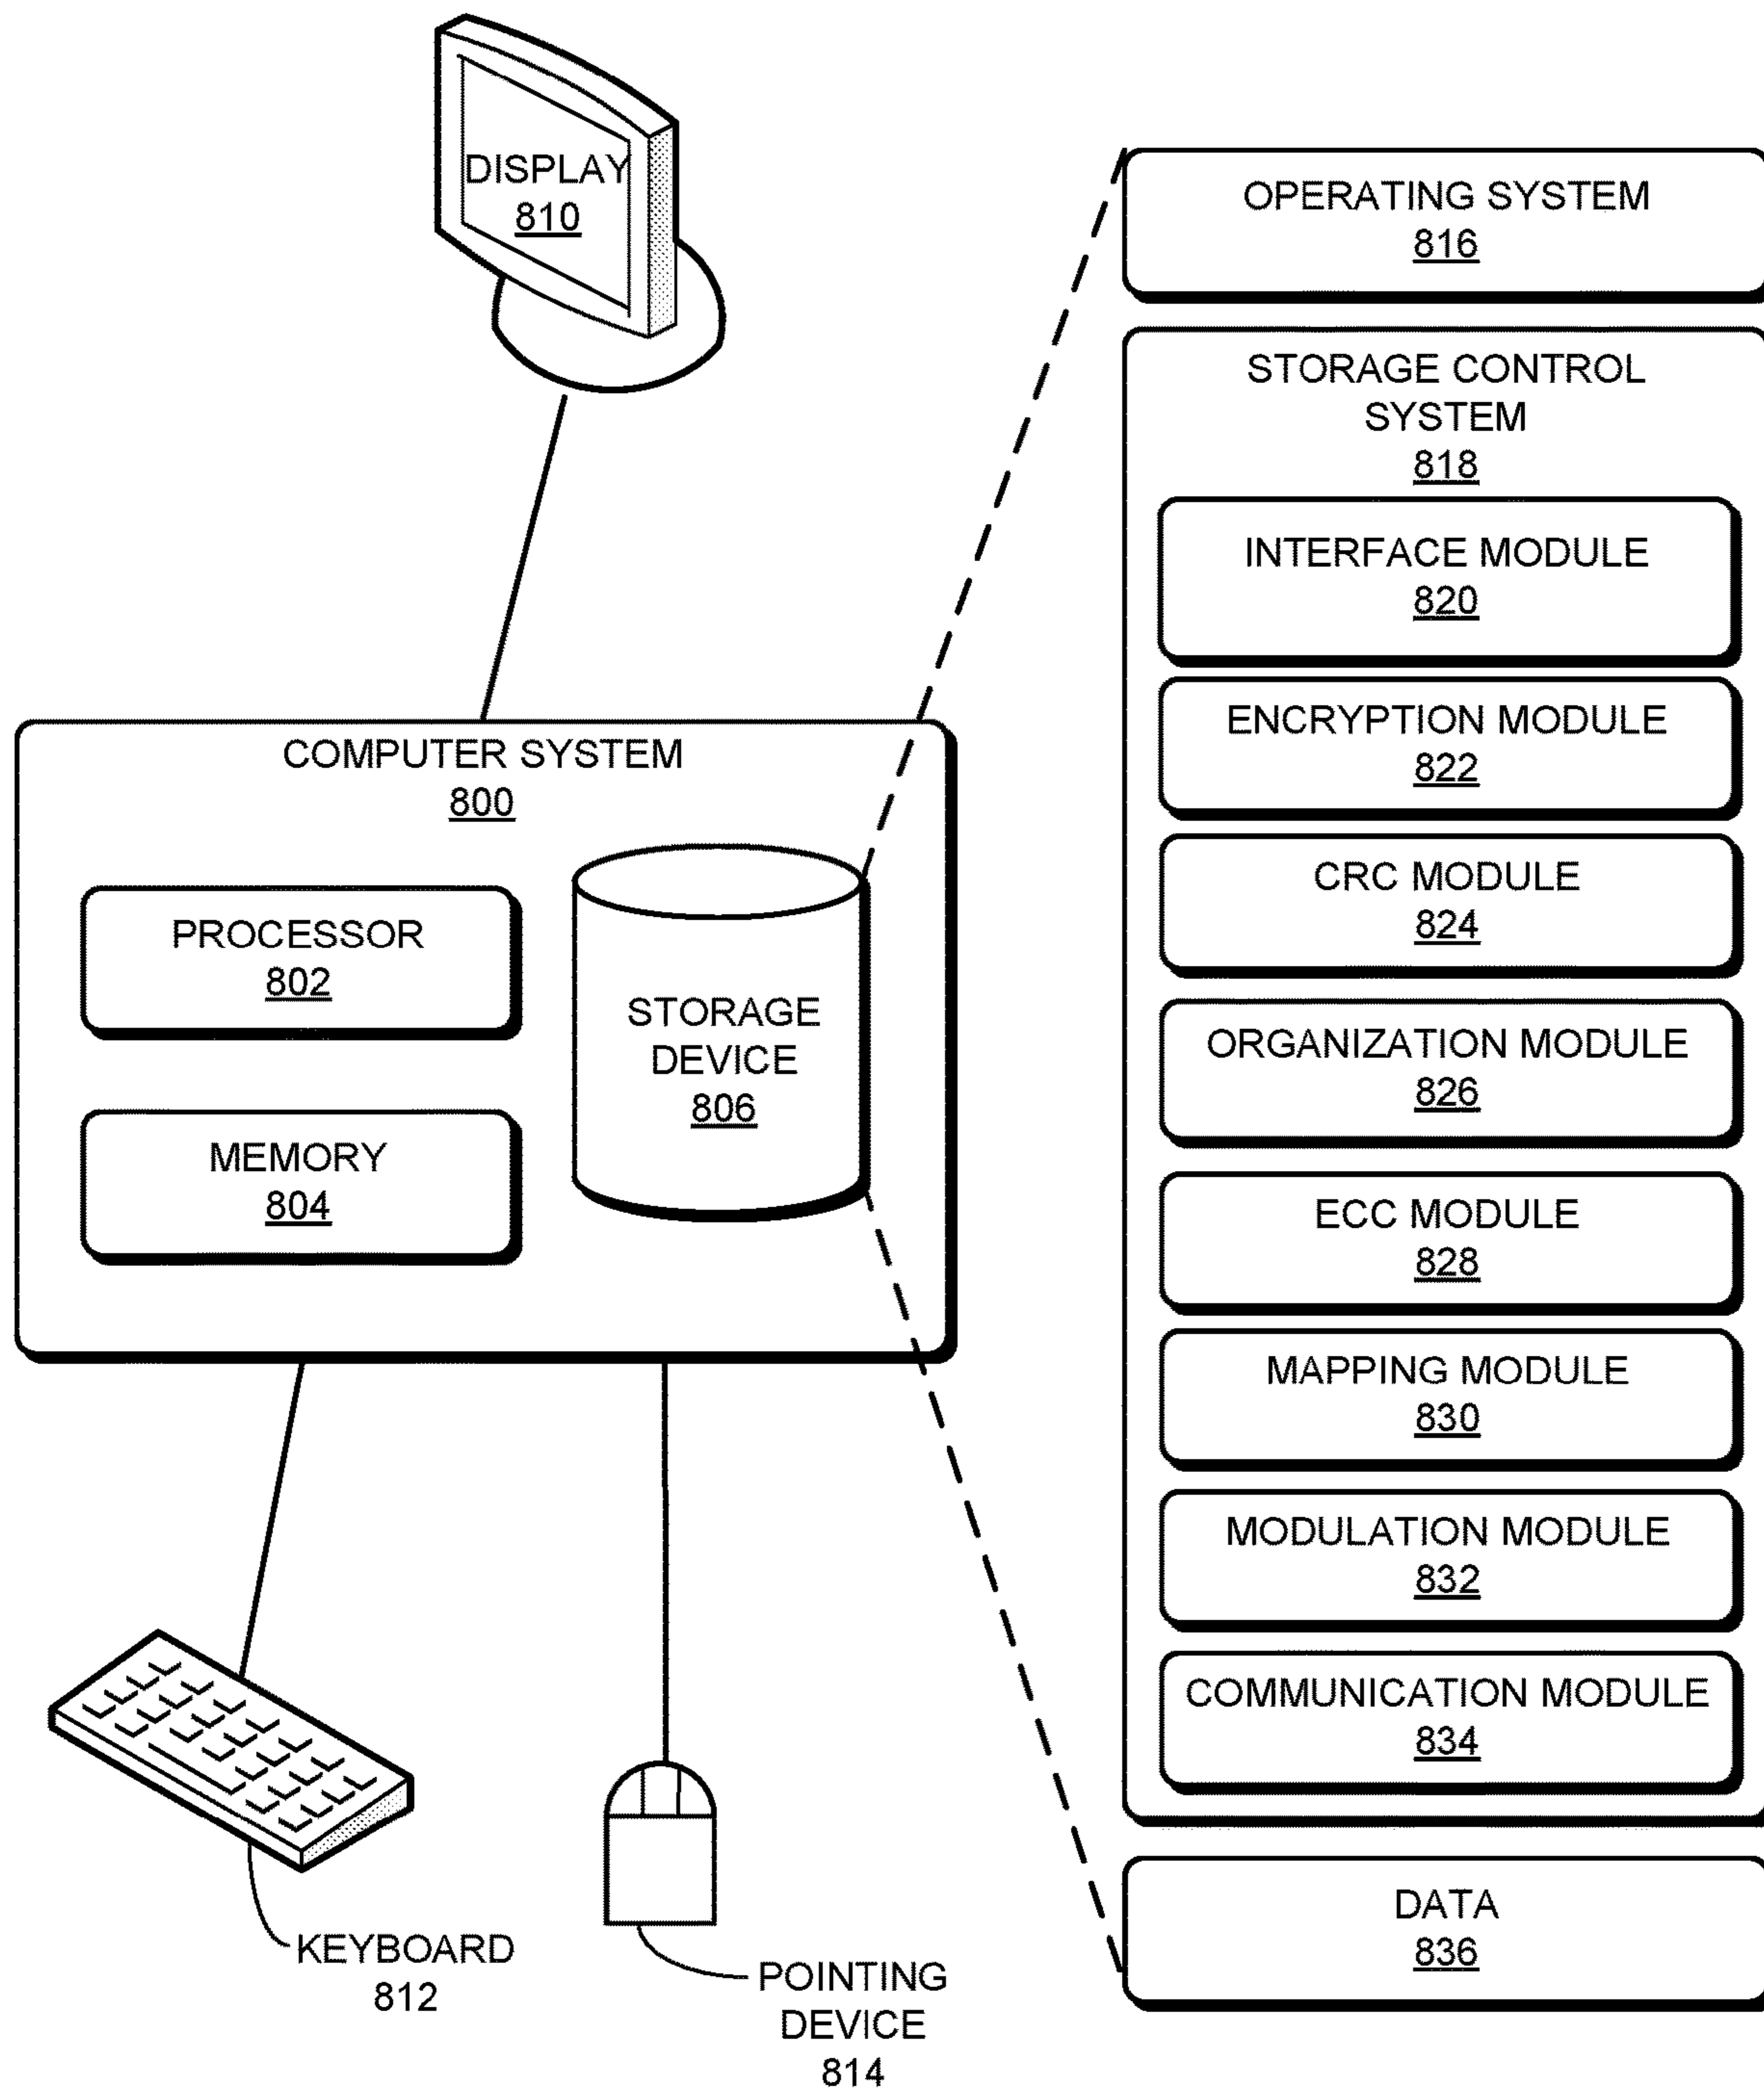 DISPLAY
810
COMPUTER SYSTEM
800
PROCESSOR
802
MEMORY
804
STORAGE
DEVICE
806
KEYBOARD
812
POINTING
DEVICE
814
OPERATING SYSTEM
816
STORAGE CONTROL
SYSTEM
818
INTERFACE MODULE
820
ENCRYPTION MODULE
822
CRC MODULE
824
ORGANIZATION MODULE
826
ECC MODULE
828
MAPPING MODULE
830
MODULATION MODULE
832
COMMUNICATION MODULE
834
DATA
836